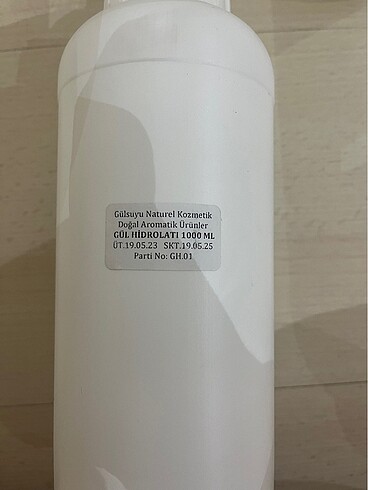 Gülsuyu Naturel Kozmetik
Doğal Aromatik Ürünler
GÜL HİDROLATI 1000 ML
ÜT.19.05.23 SKT.19.05.25
Parti No: GH.01